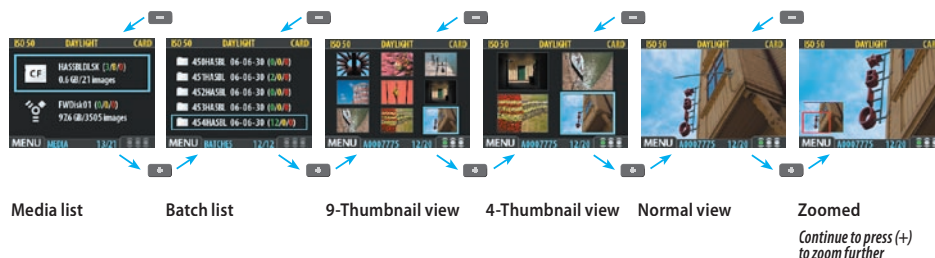 ISO 50 DAYLIGHT CARD
CF HASSBLDLSK (3/8/0)
0.6 GB/21 images
FWDisk01 (0/0/0)
926 GB/3505 images
MENU MEDIA 13/21
ISO 50 DAYLIGHT CARD
450HASBL 06-06-30 (0/0/0)
451HASBL 06-06-30 (2/0/0)
452HASBL 06-06-30 (0/0/0)
453HASBL 06-06-30 (0/0/0)
454HASBL 06-06-30 (12/0/0)
MENU BATCHES 12/12
ISO 50 DAYLIGHT CARD
MENU A0007775 12/20
ISO 50 DAYLIGHT CARD
MENU A0007775 12/20
ISO 50 DAYLIGHT CARD
MENU A0007775 12/20
ISO 50 DAYLIGHT CARD
MENU A0007775 12/20
Media list
Batch list
9-Thumbnail view
4-Thumbnail view
Normal view
Zoomed
Continue to press (+)
to zoom further